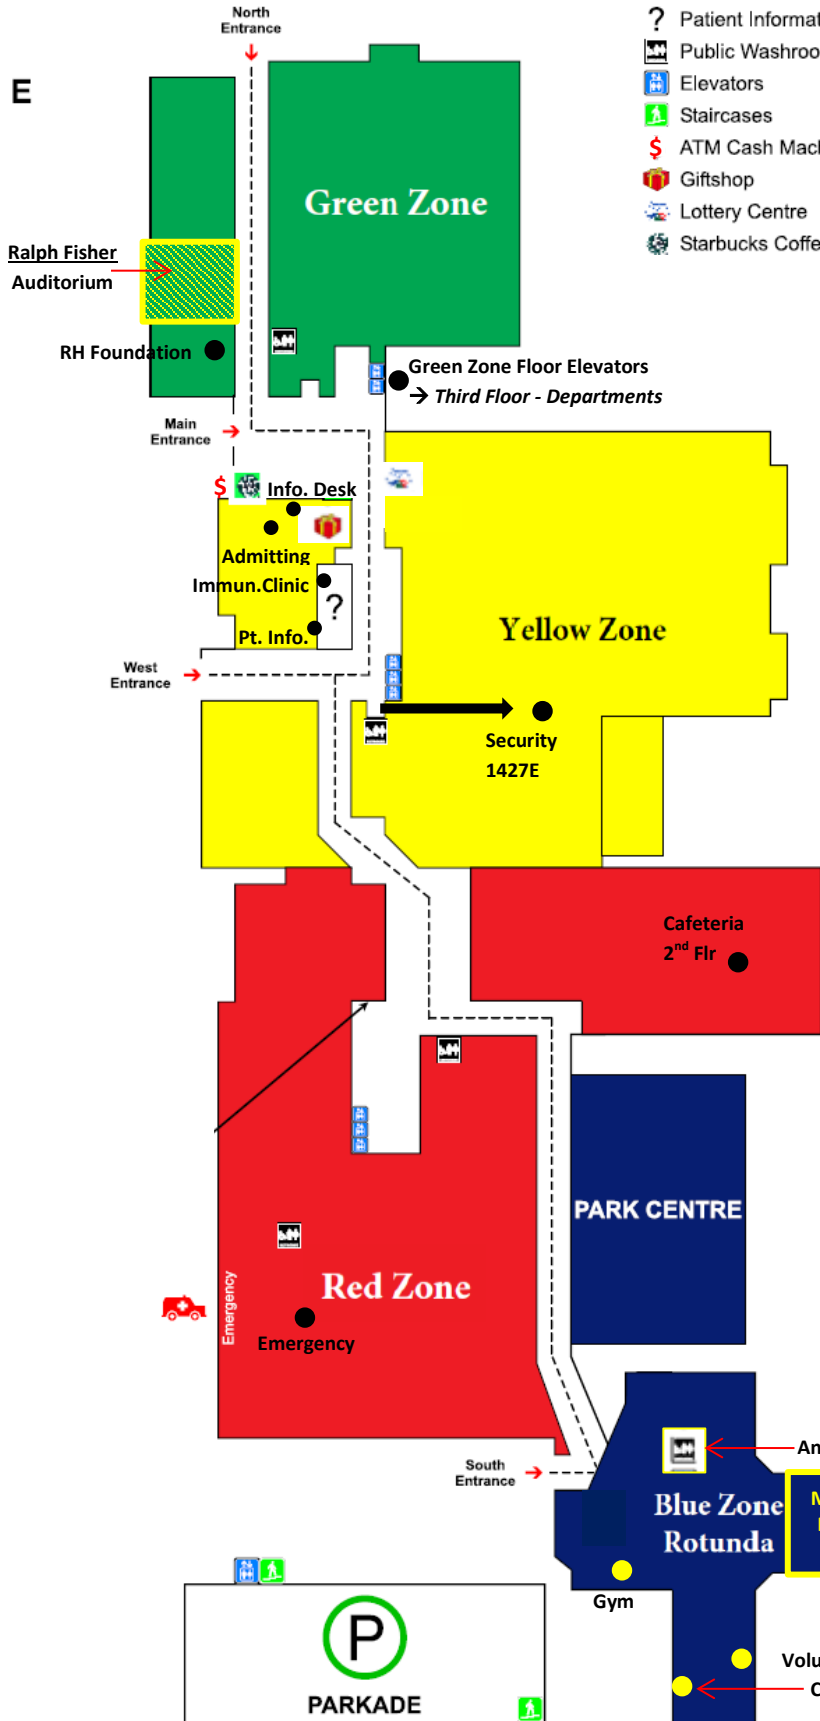 North
Entrance
E
? Patient Informat
Public Washroo
Elevators
Staircases
$ ATM Cash Mach
Giftshop
Lottery Centre
Starbucks Coffe
Green Zone
Ralph Fisher
Auditorium
RH Foundation
Green Zone Floor Elevators
→ Third Floor - Departments
Main
Entrance
$
Info. Desk
Admitting
Immun.Clinic
?
Pt. Info.
Yellow Zone
West
Entrance
Security
1427E
Cafeteria
2nd Flr
PARK CENTRE
Red Zone
Emergency
Emergency
South
Entrance
An
Blue Zone
Rotunda
Gym
P
PARKADE
Volu
C